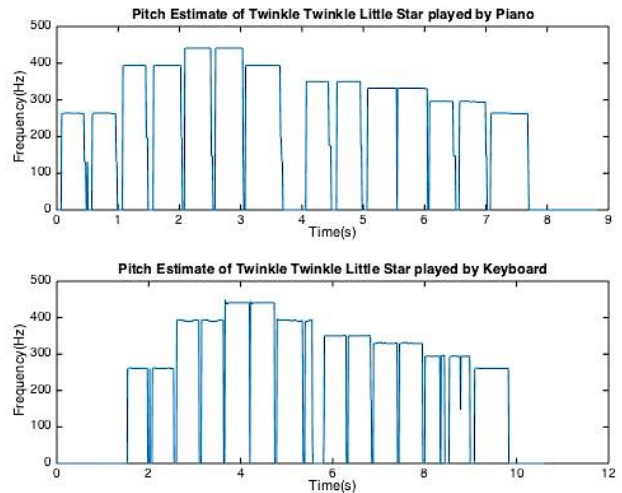 Pitch Estimate of Twinkle Twinkle Little Star played by Piano
500
400
300
200
100
0
Frequency(Hz)
0 1 2 3 4 5 6 7 8 9
Time(s)
Pitch Estimate of Twinkle Twinkle Little Star played by Keyboard
500
400
300
200
100
0
Frequency(Hz)
0 2 4 6 8 10 12
Time(s)